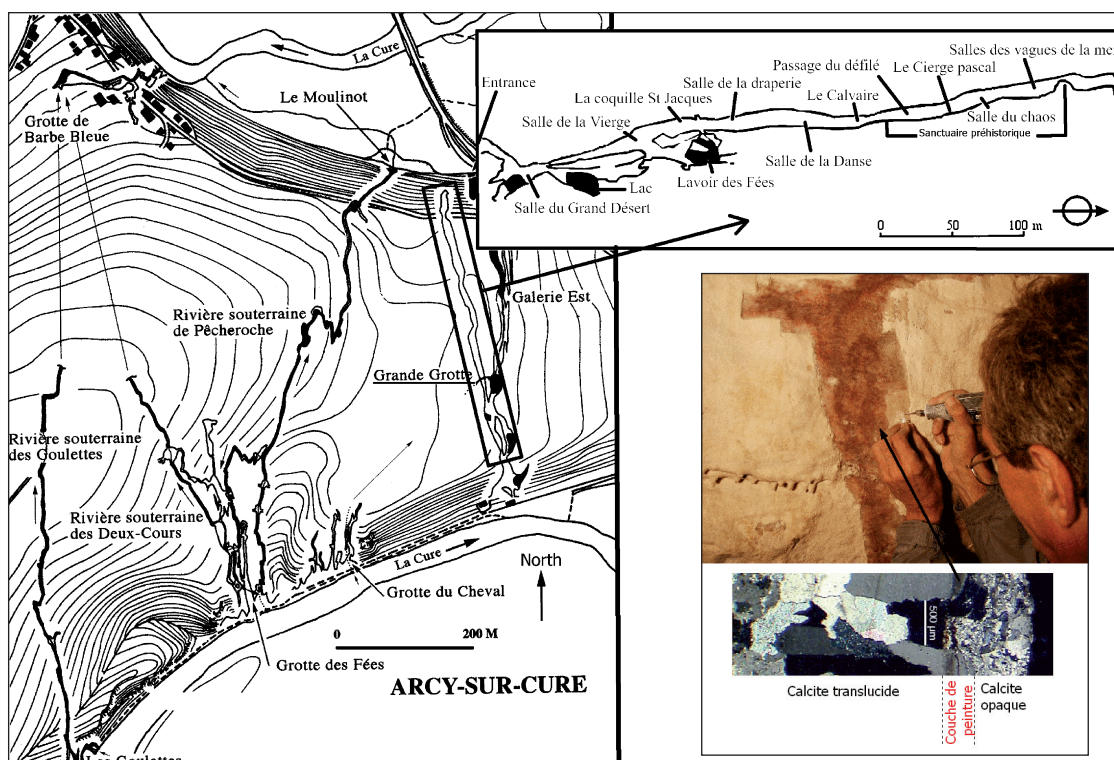 La Cure
Le Moulinot
Grotte de
Barbe Bleue
Rivière souterraine
de Pêcheroche
Galerie Est
Grande Grotte
Rivière souterraine
des Goulettes
Rivière souterraine
des Deux-Cours
La Cure
North
Grotte du Cheval
0 200 M
Grotte des Fées
ARCY-SUR-CURE
Les Goulettes
Entrance
Salles des vagues de la mer
Passage du défilé
Le Cierge pascal
Salle de la draperie
La coquille St Jacques
Le Calvaire
Salle de la Vierge
Salle du chaos
Sanctuaire préhistorique
Salle de la Danse
Lavoir des Fées
Lac
Salle du Grand Désert
0 50 100 m
500 µm
Calcite translucide
Couche de
peinture
Calcite
opaque